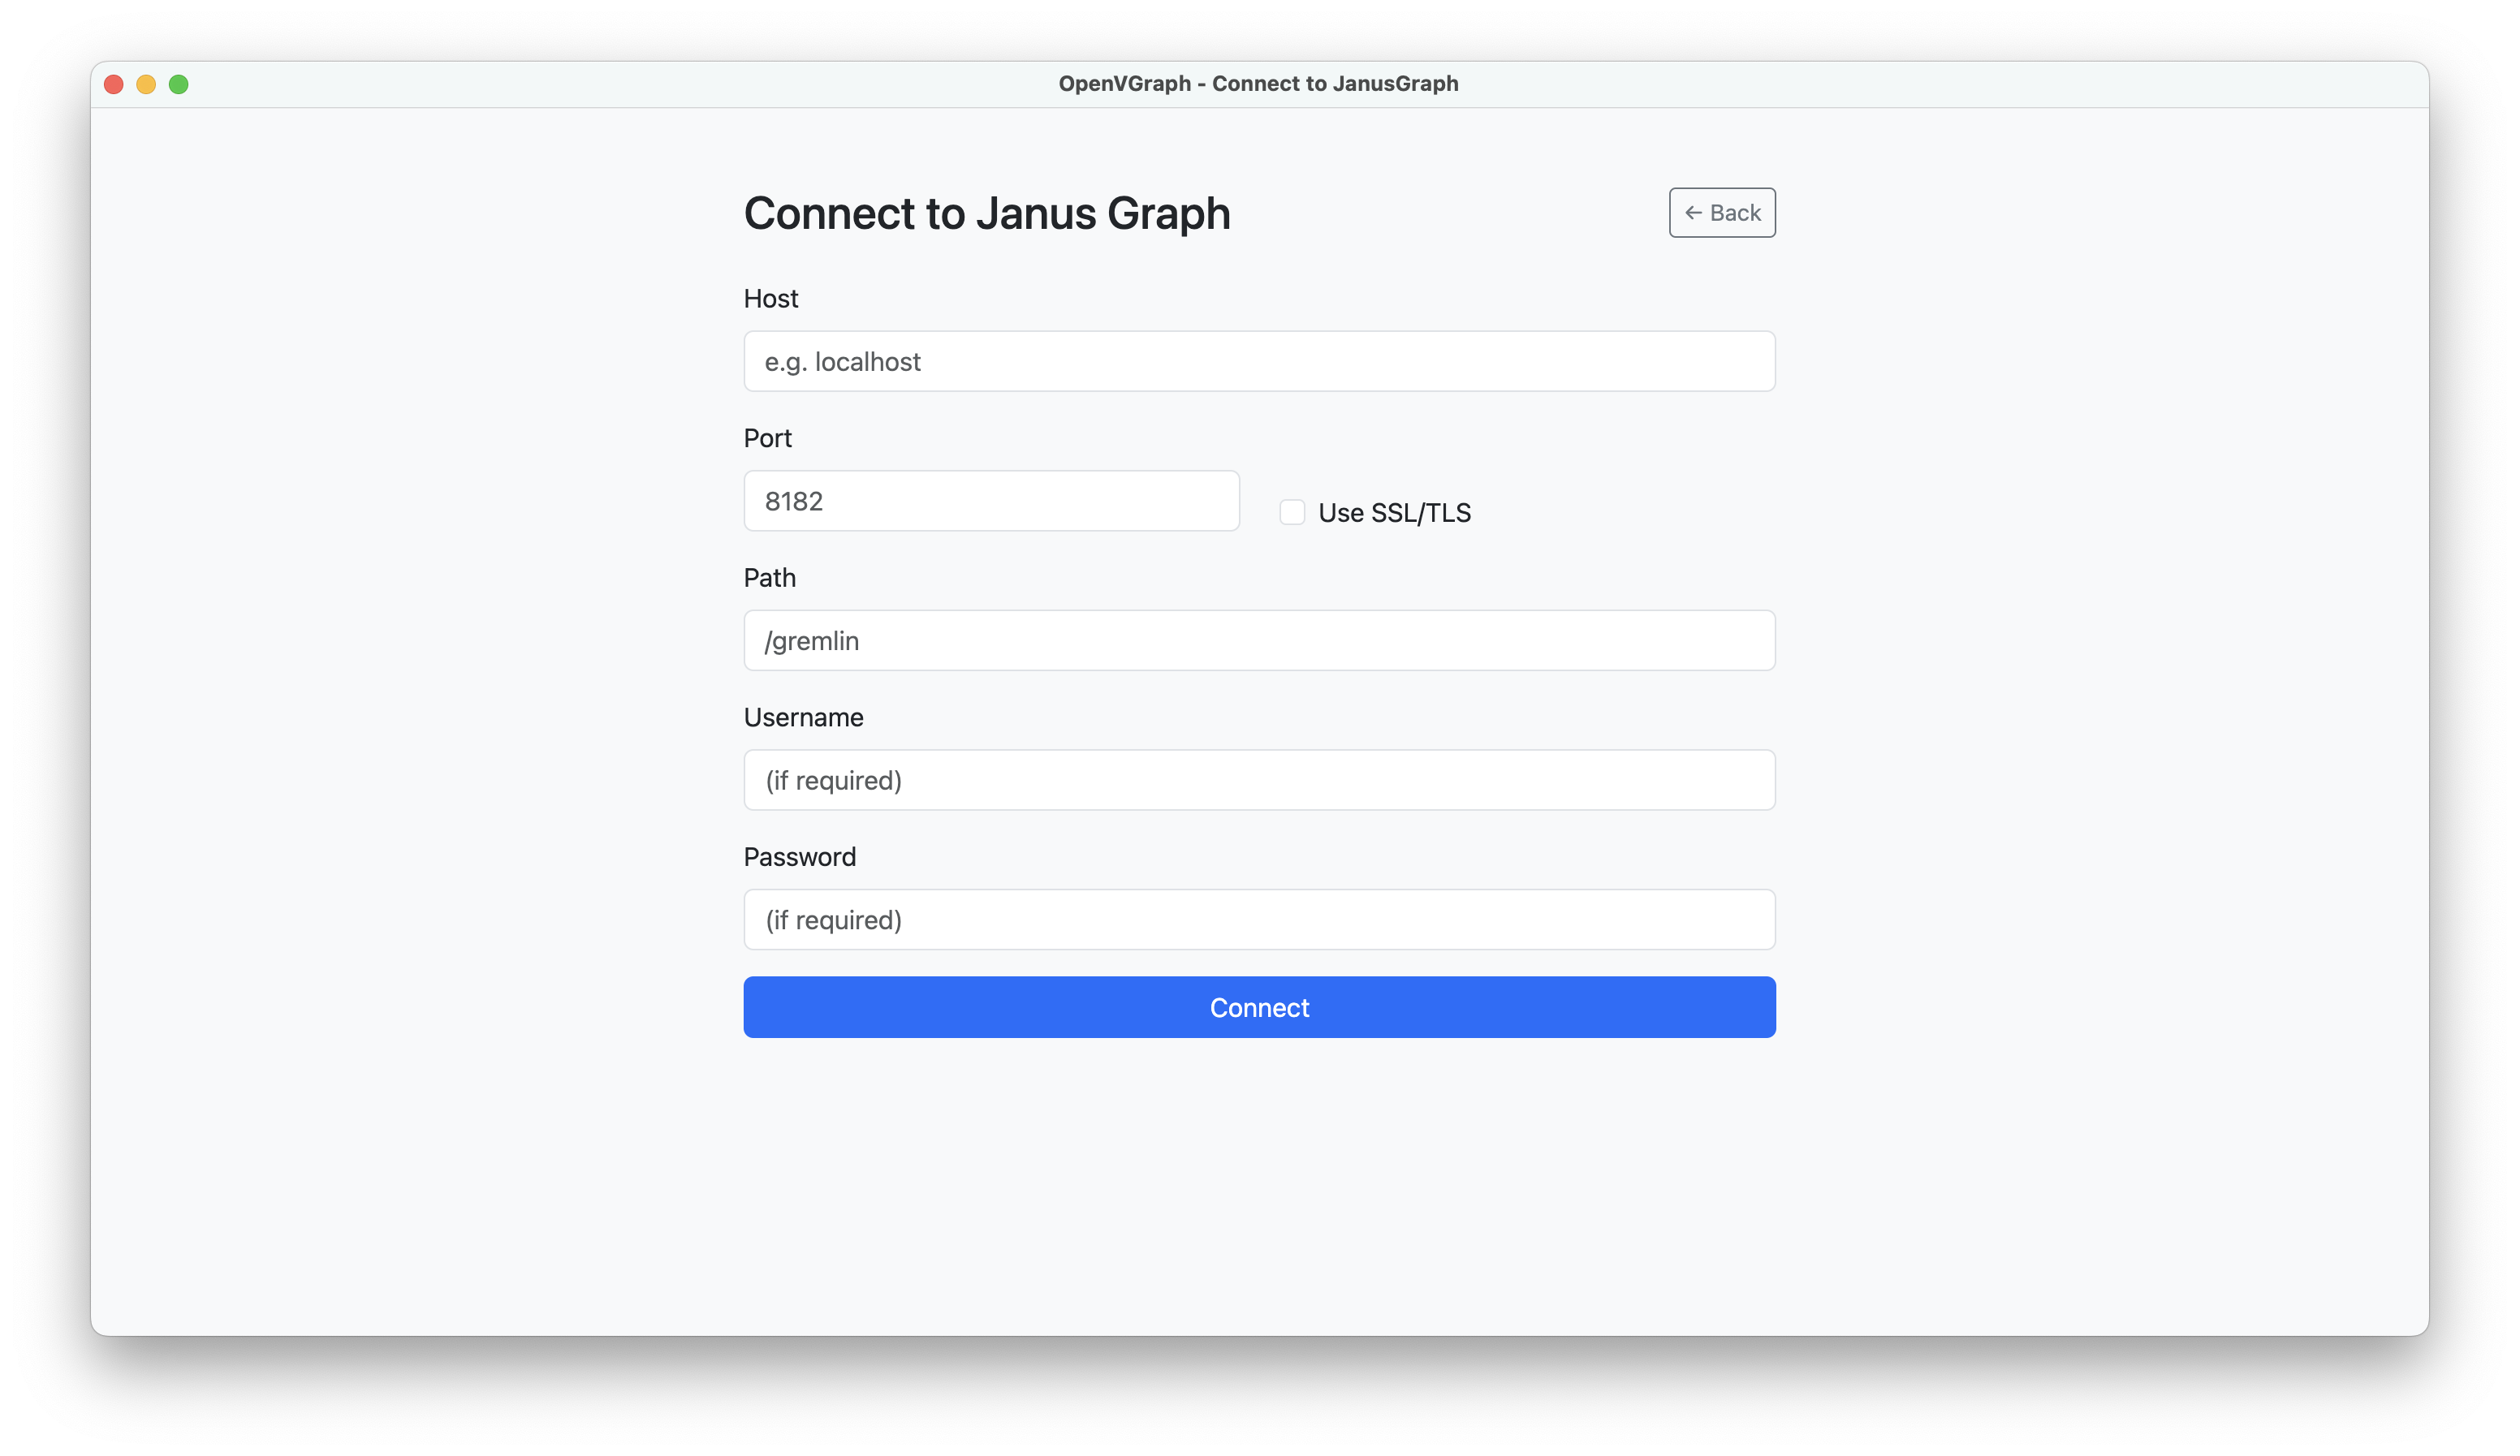 OpenVGraph - Connect to JanusGraph
Connect to Janus Graph
← Back
Host
e.g. localhost
Port
8182
Use SSL/TLS
Path
/gremlin
Username
(if required)
Password
(if required)
Connect